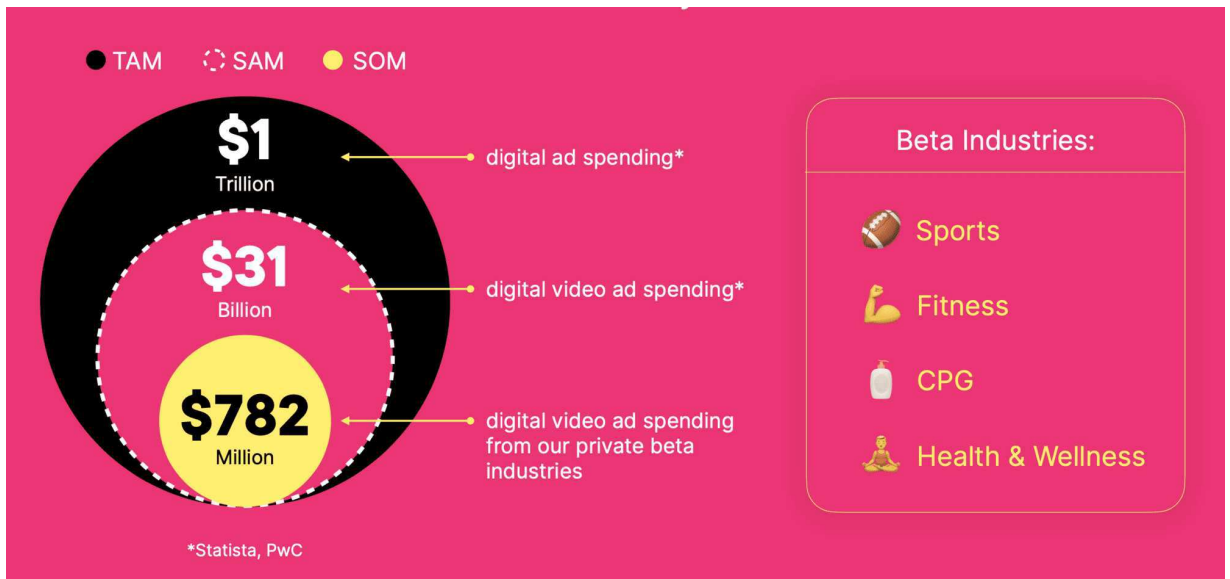 TAM SAM SOM
$1
Trillion
digital ad spending*
$31
Billion
digital video ad spending*
$782
Million
digital video ad spending
from our private beta
industries
*Statista, PwC
Beta Industries:
Sports
Fitness
CPG
Health & Wellness